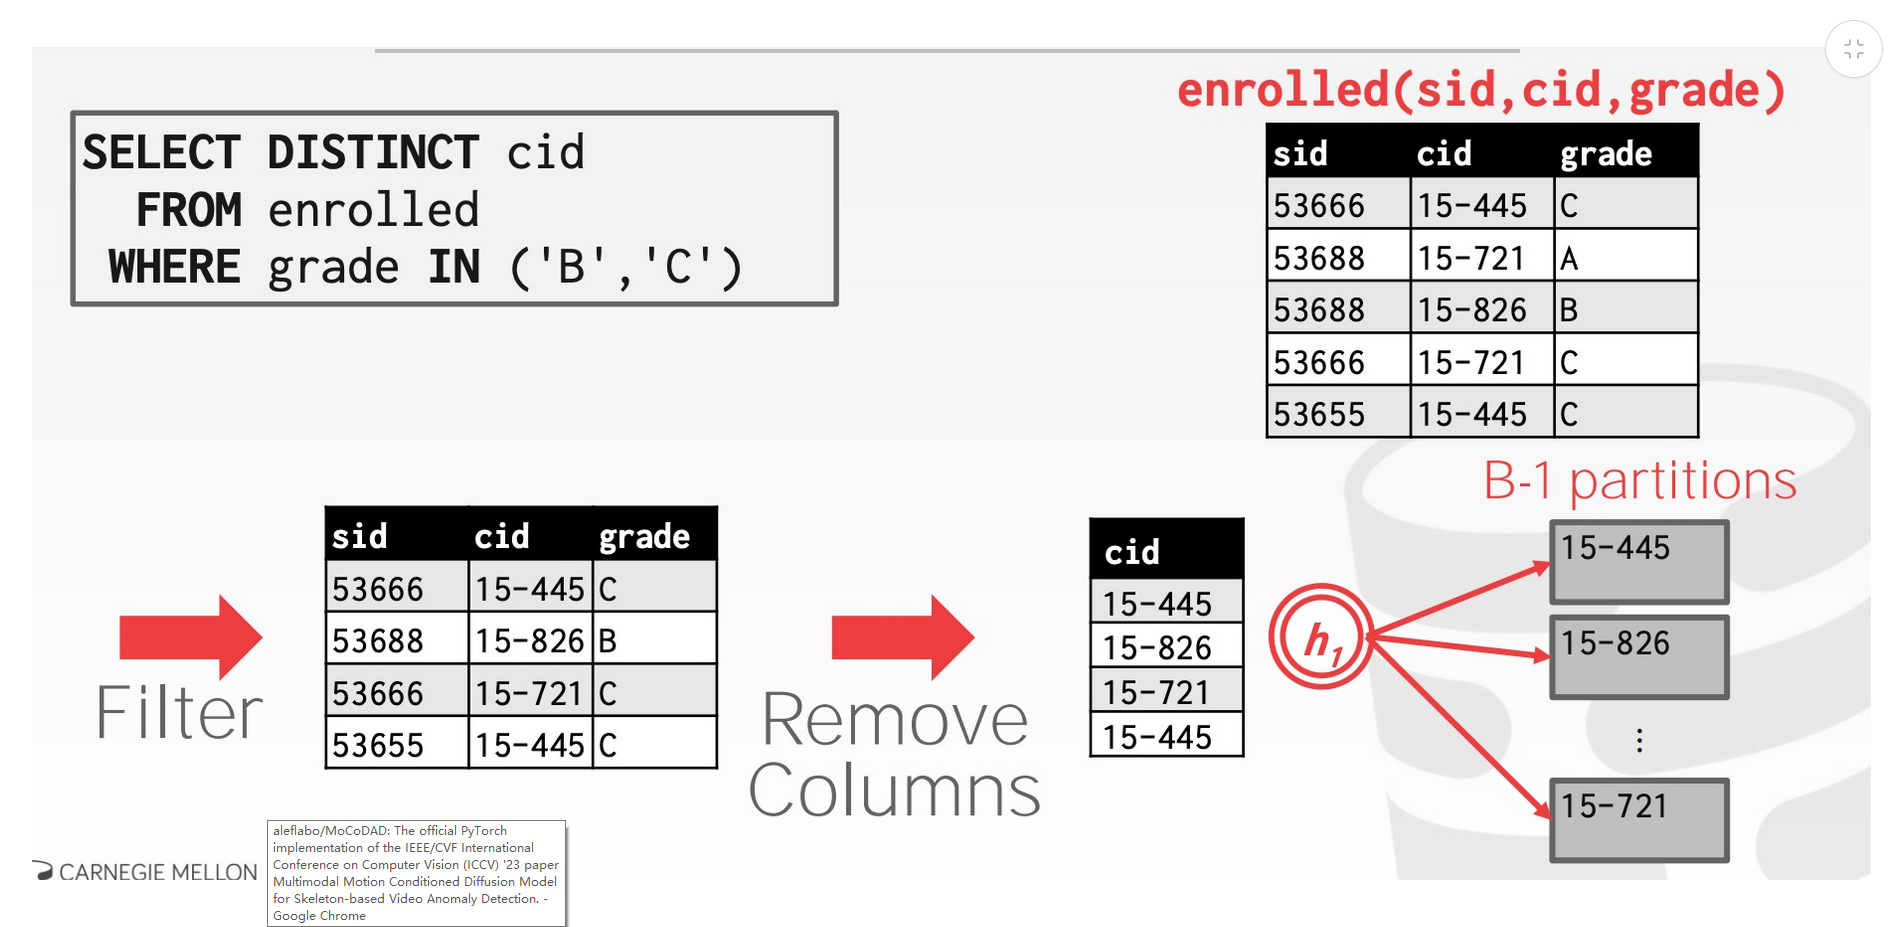 enrolled(sid,cid,grade)
SELECT DISTINCT cid
FROM enrolled
WHERE grade IN ('B','C')
sid cid grade
53666 15-445 C
53688 15-721 A
53688 15-826 B
53666 15-721 C
53655 15-445 C
B-1 partitions
Filter
sid cid grade
53666 15-445 C
53688 15-826 B
53666 15-721 C
53655 15-445 C
Remove
Columns
cid
15-445
15-826
15-721
15-445
h1
15-445
15-826
⋮
15-721
CARNEGIE MELLON
aleflabo/MoCoDAD: The official PyTorch
implementation of the IEEE/CVF International
Conference on Computer Vision (ICCV) '23 paper
Multimodal Motion Conditioned Diffusion Model
for Skeleton-based Video Anomaly Detection. -
Google Chrome